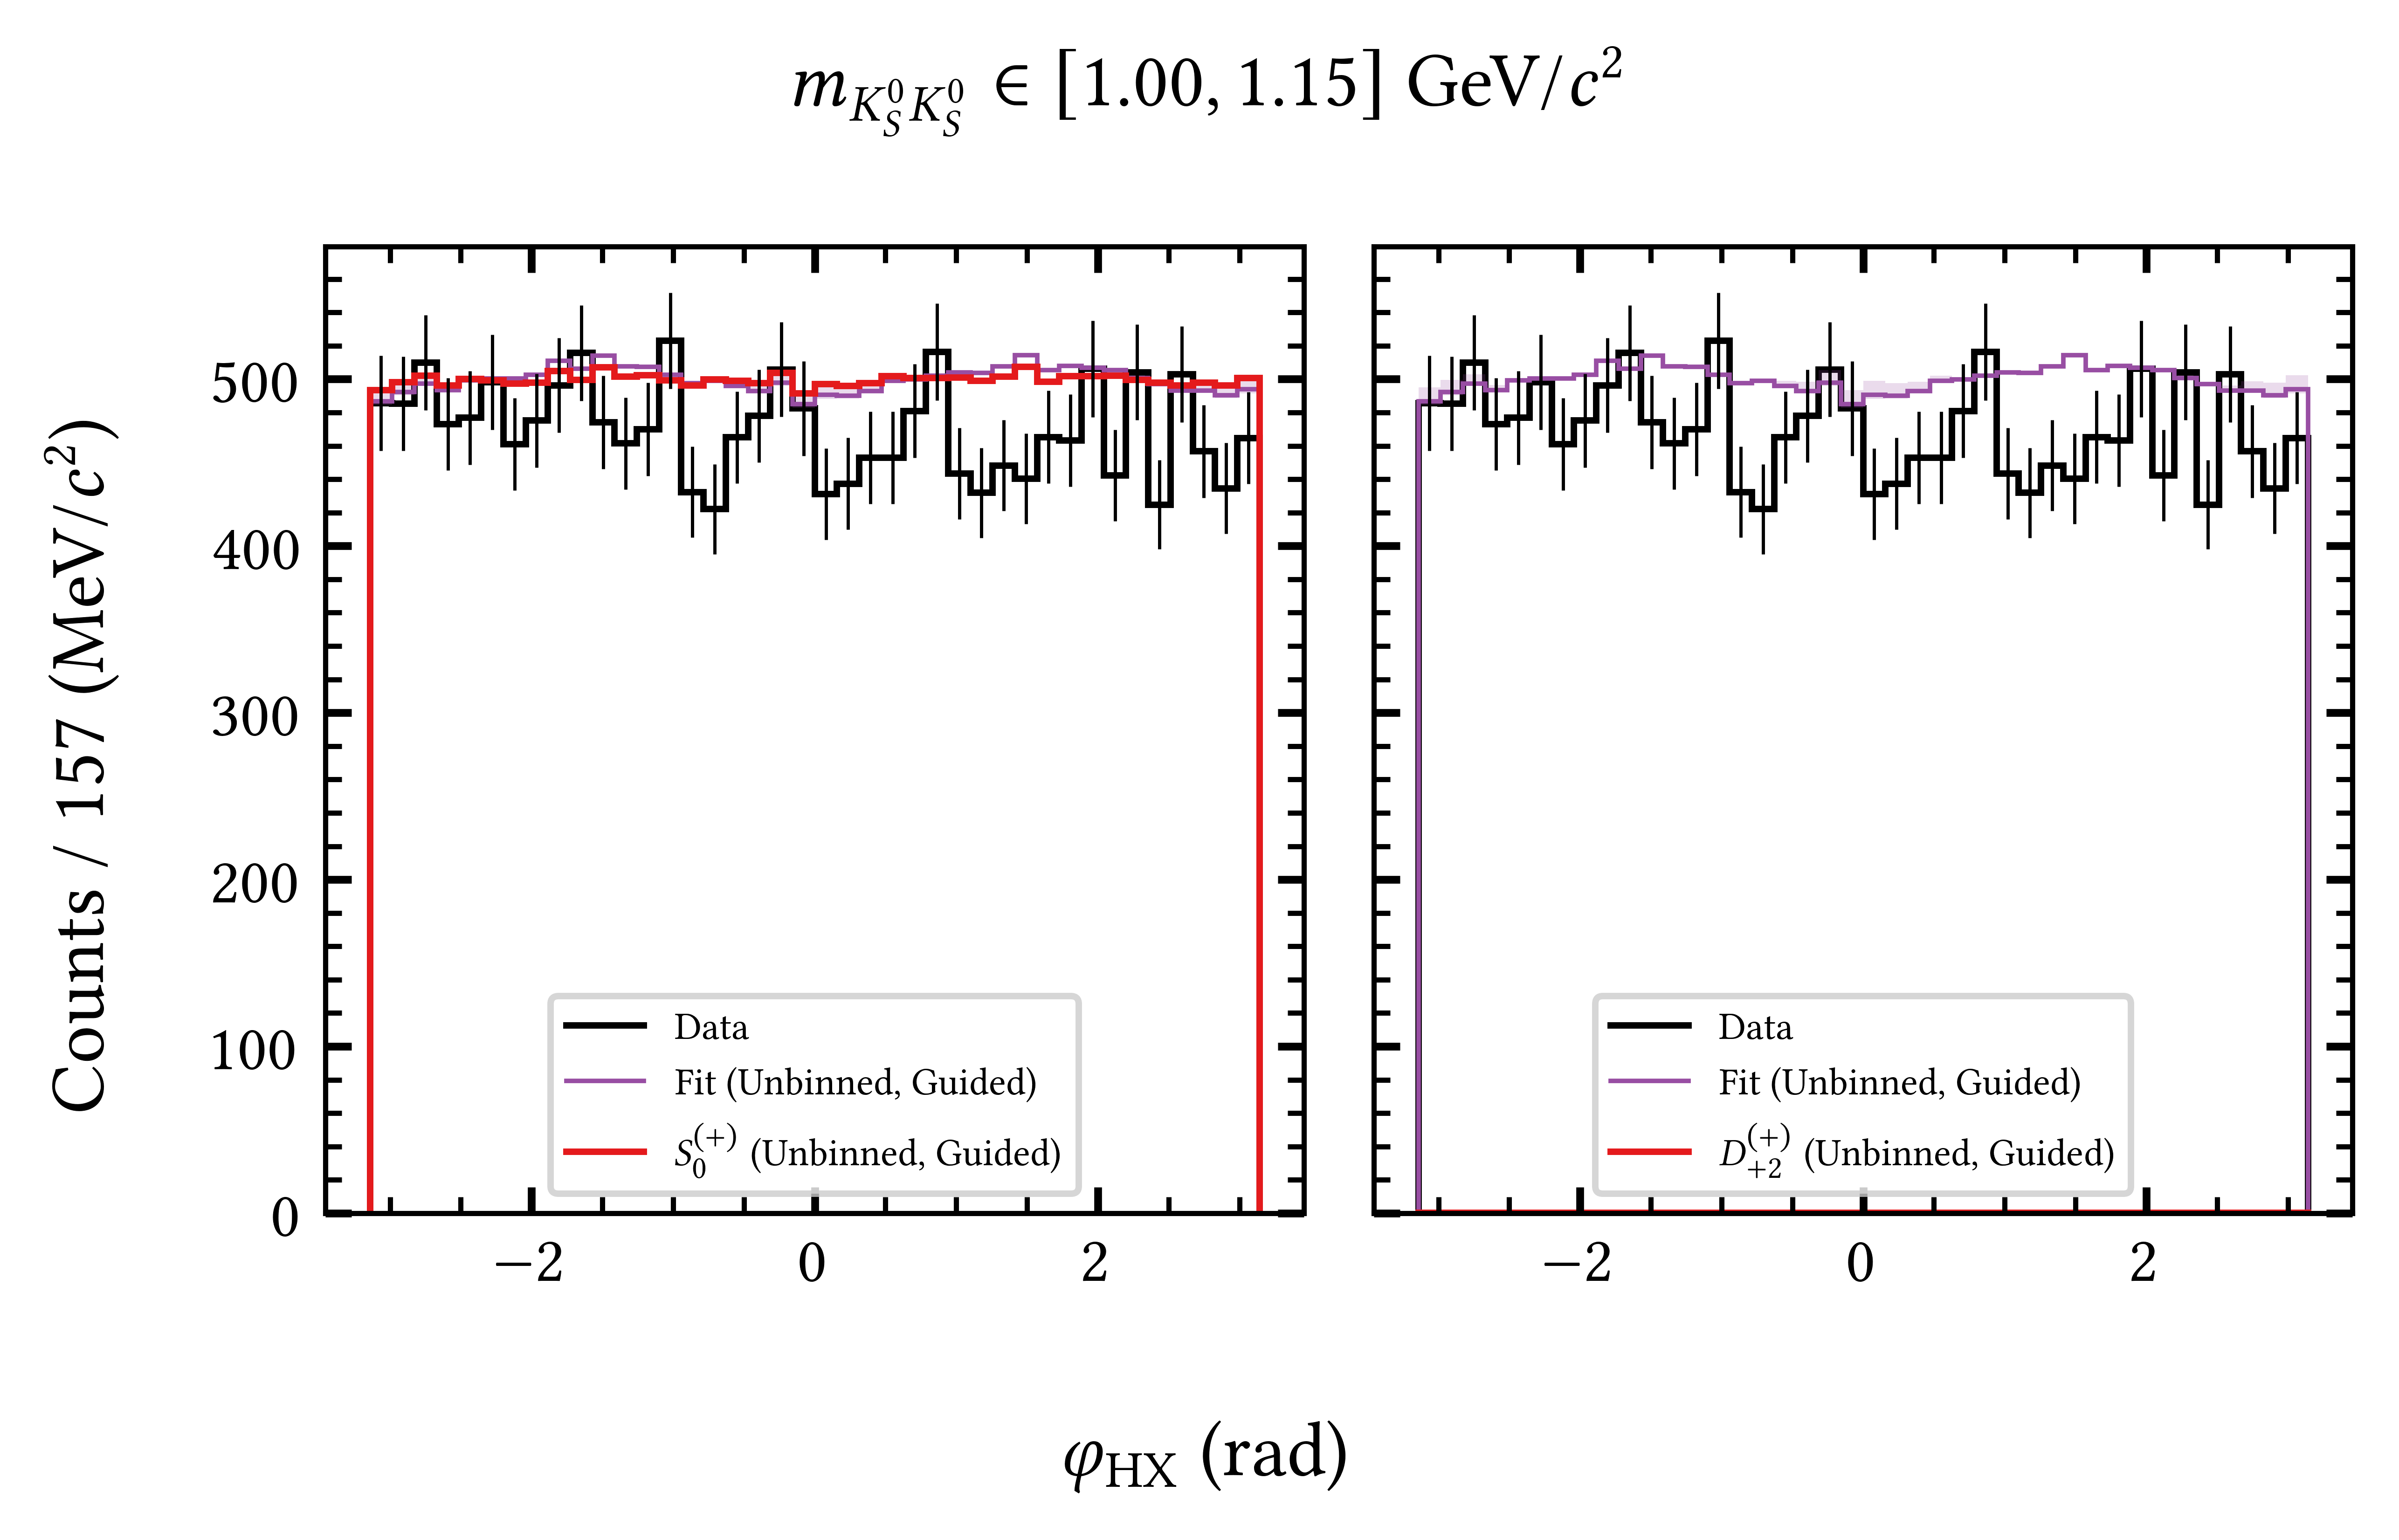 m_{K_S^0 K_S^0} ∈ [1.00, 1.15] GeV/c²
Counts / 157 (MeV/c²)
500
400
300
200
100
0
Data
Fit (Unbinned, Guided)
S_0^{(+)} (Unbinned, Guided)
Data
Fit (Unbinned, Guided)
D_{+2}^{(+)} (Unbinned, Guided)
−2 0 2
−2 0 2
φ_{HX} (rad)